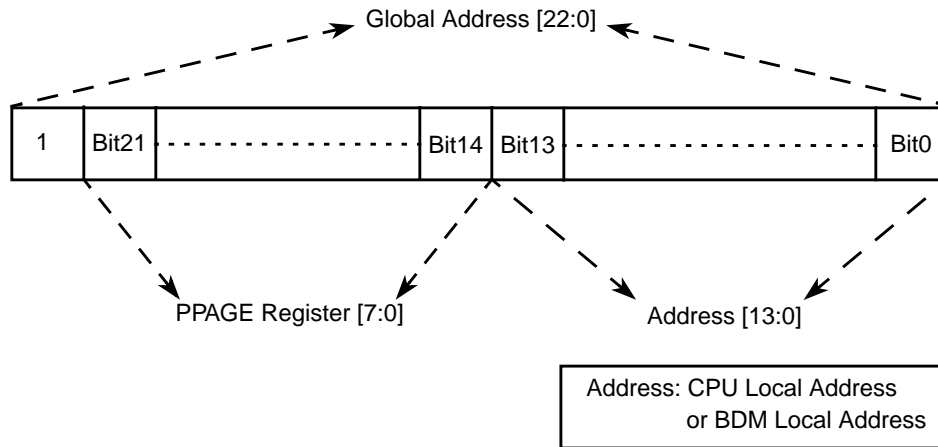 Global Address [22:0]
1 Bit21 Bit14 Bit13 Bit0
PPAGE Register [7:0] Address [13:0]
Address: CPU Local Address
or BDM Local Address